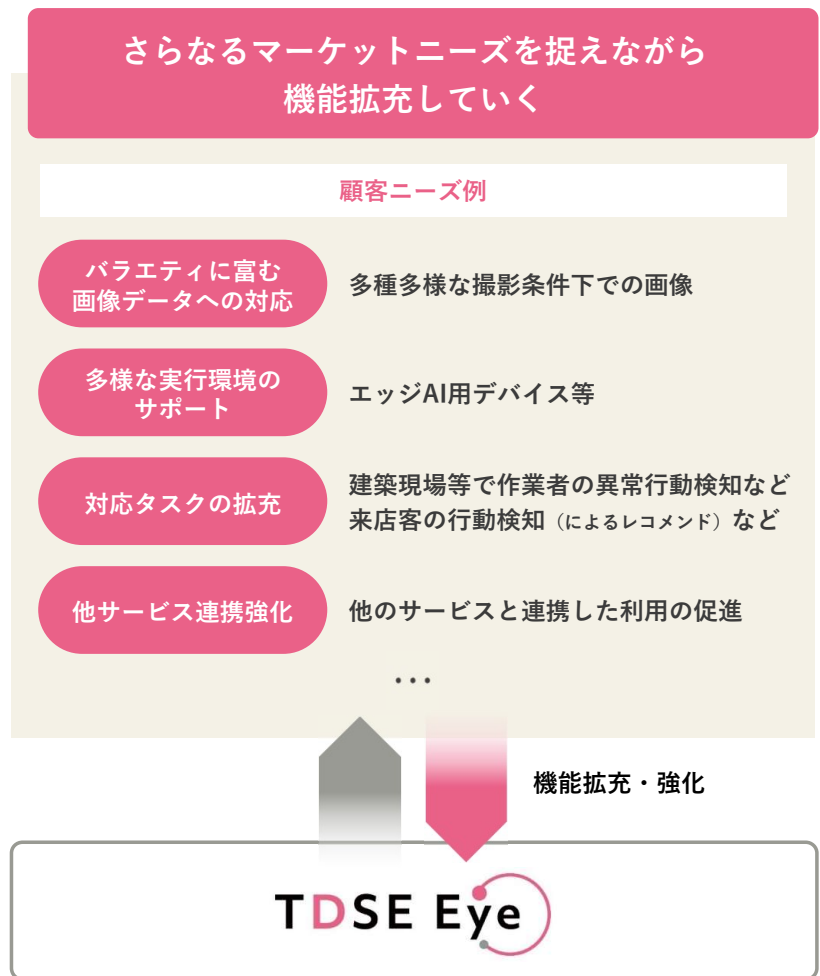 さらなるマーケットニーズを捉えながら
機能拡充していく
顧客ニーズ例
バラエティに富む
画像データへの対応
多種多様な撮影条件下での画像
多様な実行環境の
サポート
エッジAI用デバイス等
対応タスクの拡充
建築現場等で作業者の異常行動検知など
来店客の行動検知（によるレコメンド）など
他サービス連携強化
他のサービスと連携した利用の促進
...
機能拡充・強化
TDSE Eye